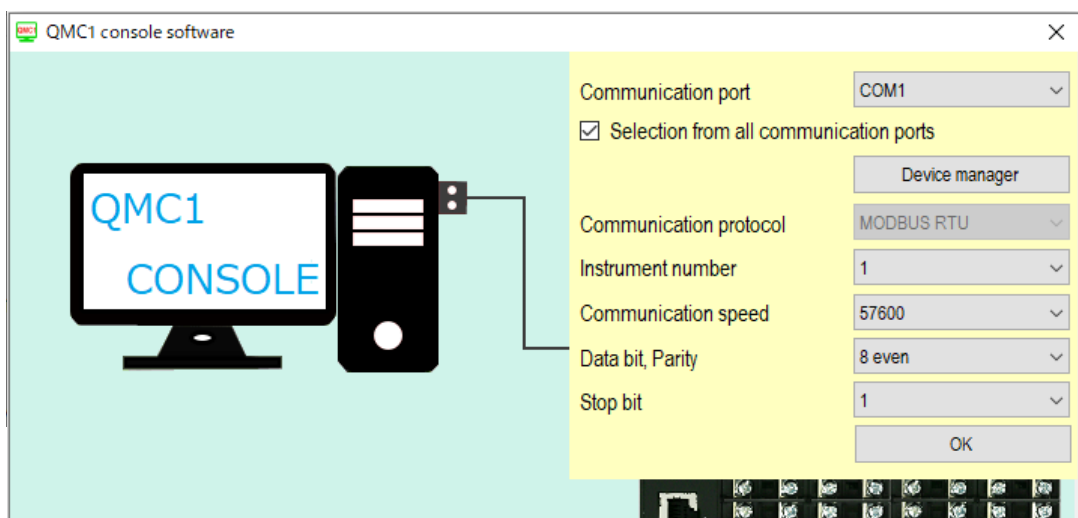 QMC1 QMC1 console software
QMC1
CONSOLE
Communication port COM1
Selection from all communication ports
Device manager
Communication protocol MODBUS RTU
Instrument number 1
Communication speed 57600
Data bit, Parity 8 even
Stop bit 1
OK